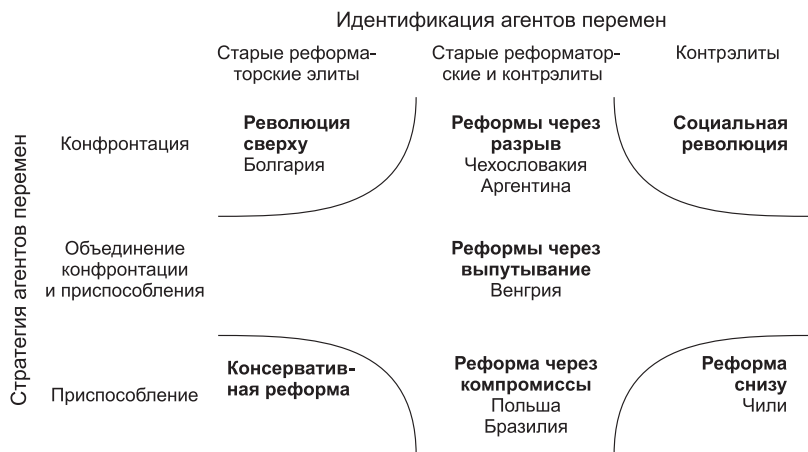 Идентификация агентов перемен
Старые реформа-
торские элиты
Старые реформатор-
ские и контрэлиты
Контрэлиты
Стратегия агентов перемен
Конфронтация
Революция
сверху
Болгария
Реформы через
разрыв
Чехословакия
Аргентина
Социальная
революция
Объединение
конфронтации
и приспособления
Реформы через
выпутывание
Венгрия
Приспособление
Консерватив-
ная реформа
Реформа через
компромиссы
Польша
Бразилия
Реформа
снизу
Чили